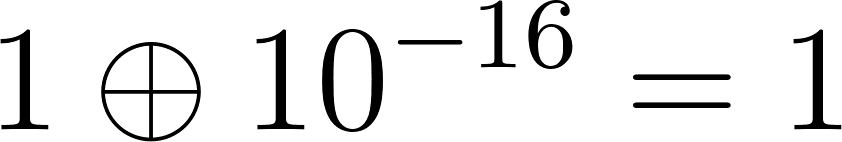 1 ⊕ 10⁻¹⁶ = 1